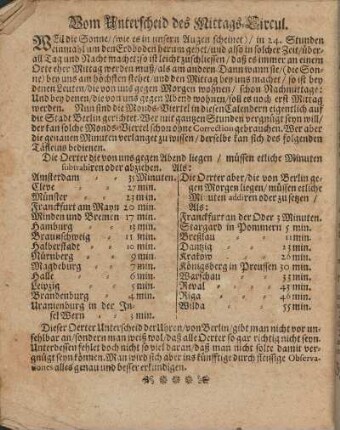 Vom Unterscheid des Mittags-Circul.
Weil die Sonne/ (wie es in unsern Augen scheinet)/ in 24. Stunden
einmahl um den Erdboden herum gehet/ und also in solcher Zeit/ über-
all Tag und Nacht machet/ so ist leicht zuschliessen/ daß es immer an einem
Orte eher Mittag werden muß/ als am andern. Dann wann sie/ (die Son-
ne/) bey uns am höchsten stehet/ und den Mittag bey uns machet/ so ist bey
denen Leuten/ die von uns gegen Morgen wohnen/ schon Nachmittage:
Und bey denen/ die von uns gegen Abend wohnen/ soll es noch erst Mittag
werden. Nun sind die Monds-Viertel in diesen Calendern eigentlich auf
die Stadt Berlin gerichtet. Wer mit gantzen Stunden vergnügt seyn will/
der kan solche Monds-Viertel schon ohne Correction gebrauchen. Wer aber
die genauen Minuten verlanget zu wissen/ derselbe kan sich des folgenden
Täfleins bedienen.
Die Oerter die von uns gegen Abend liegen/ müssen etliche Minuten
subtrahiren oder abziehen. Als:
Amsterdam 35 Minuten.
Cleve 27 min.
Münster 23 min.
Franckfurt am Mayn 20 min.
Minden und Bremen 17 min.
Hamburg 13 min.
Braunschweig 11 min.
Halberstadt 10 min.
Nürnberg 9 min.
Magdeburg 7 min.
Halle 6 min.
Leipzig 5 min.
Brandenburg 4 min.
Uranienburg in der In-
sel Wern 3 min.
Die Oerter aber/ die von Berlin ge-
gen Morgen liegen/ müssen etliche
Minuten addiren oder zusetzen/
Als:
Franckfurt an der Oder 3 Minuten.
Stargard in Pommern 5 min.
Breßlau 11 min.
Dantzig 23 min.
Krakow 26 min.
Königsberg in Preussen 30 min.
Warschau 33 min.
Reval 43 min.
Riga 46 min.
Wilda 55 min.
Dieser Oerter Unterscheid der Uhren/ von Berlin/ gibt man nicht vor un-
fehlbar an/ sondern man weiß wol/ daß alle Oerter so gar richtig nicht seyn.
Unterdessen fehlet doch nicht so viel daran/ daß man nicht solte damit ver-
gnügt seyn können. Man wird sich aber ins künfftige durch fleissige Observa-
tiones alles genau und besser erkundigen.